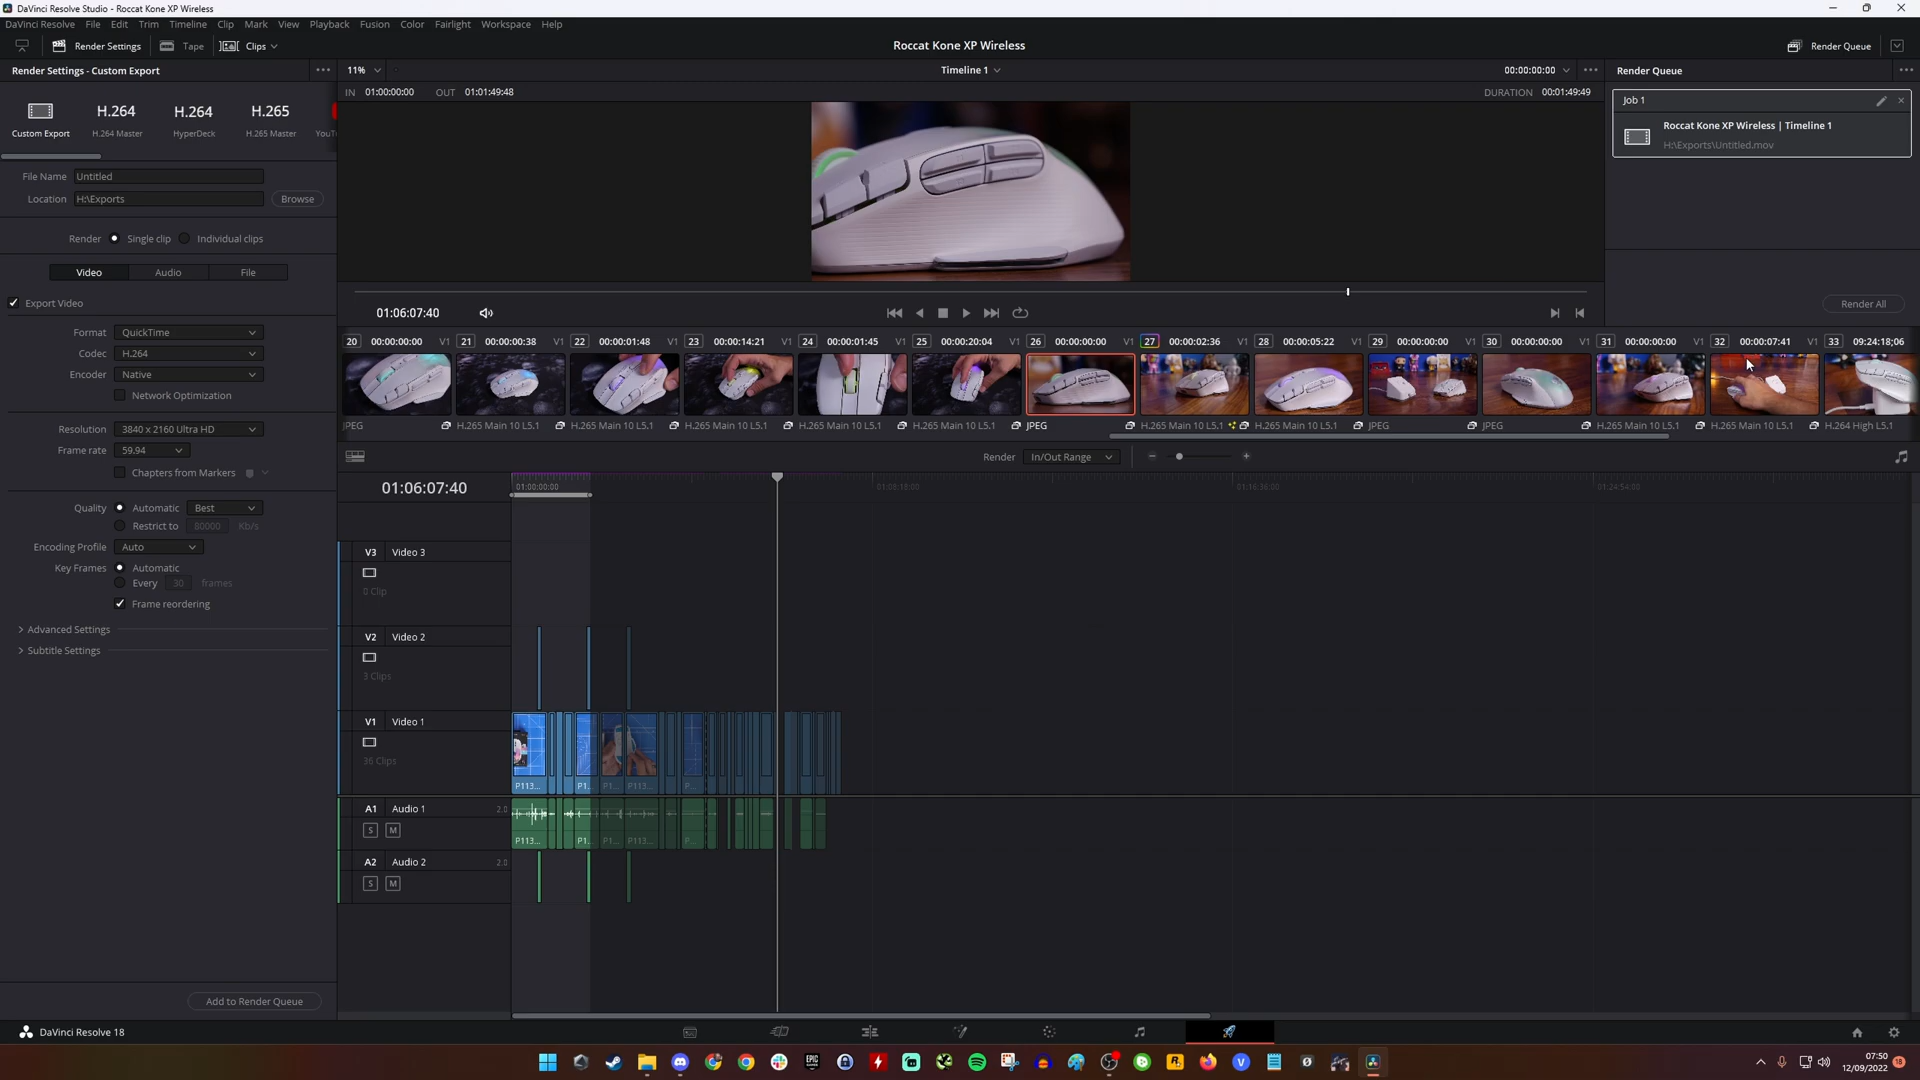 DaVinci Resolve Studio - Roccat Kone XP Wireless
DaVinci Resolve File Edit Trim Timeline Clip Mark View Playback Fusion Color Fairlight Workspace Help
Render Settings Tape Clips Roccat Kone XP Wireless Render Queue
Render Settings - Custom Export ... 11% Timeline 1 00:00:00:00 ... Render Queue ...
IN 01:00:00:00 OUT 01:01:49:48 DURATION 00:01:49:49
H.264 H.264 H.265
Custom Export H.264 Master HyperDeck H.265 Master YouT
Job 1
Roccat Kone XP Wireless | Timeline 1
H:\Exports\Untitled.mov
File Name Untitled
Location H:\Exports Browse
Render Single clip Individual clips
Video Audio File
Export Video
Render All
01:06:07:40
Format QuickTime
Codec H.264
Encoder Native
Network Optimization
20 00:00:00:00 V1 21 00:00:00:38 V1 22 00:00:01:48 V1 23 00:00:14:21 V1 24 00:00:01:45 V1 25 00:00:20:04 V1 26 00:00:00:00 V1 27 00:00:02:36 V1 28 00:00:05:22 V1 29 00:00:00:00 V1 30 00:00:00:00 V1 31 00:00:00:00 V1 32 00:00:07:41 V1 33 09:24:18;06
JPEG H.265 Main 10 L5.1 H.265 Main 10 L5.1 H.265 Main 10 L5.1 H.265 Main 10 L5.1 H.265 Main 10 L5.1 JPEG H.265 Main 10 L5.1 H.265 Main 10 L5.1 JPEG JPEG H.265 Main 10 L5.1 H.265 Main 10 L5.1 H.264 High L5.1
Resolution 3840 x 2160 Ultra HD
Frame rate 59.94
Chapters from Markers
Render In/Out Range
01:06:07:40 01:00:00:00 01:08:18:00 01:16:36:00 01:24:54:00
Quality Automatic Best
Restrict to 80000 Kb/s
Encoding Profile Auto
Key Frames Automatic
Every 30 frames
Frame reordering
Advanced Settings
Subtitle Settings
V3 Video 3
0 Clip
V2 Video 2
3 Clips
V1 Video 1
36 Clips
P113... P1... P1... P113... P...
A1 Audio 1 2.0
S M
P113... P1... P1... P113... P...
A2 Audio 2 2.0
S M
Add to Render Queue
DaVinci Resolve 18
EPIC GAMES
07:50
12/09/2022
18